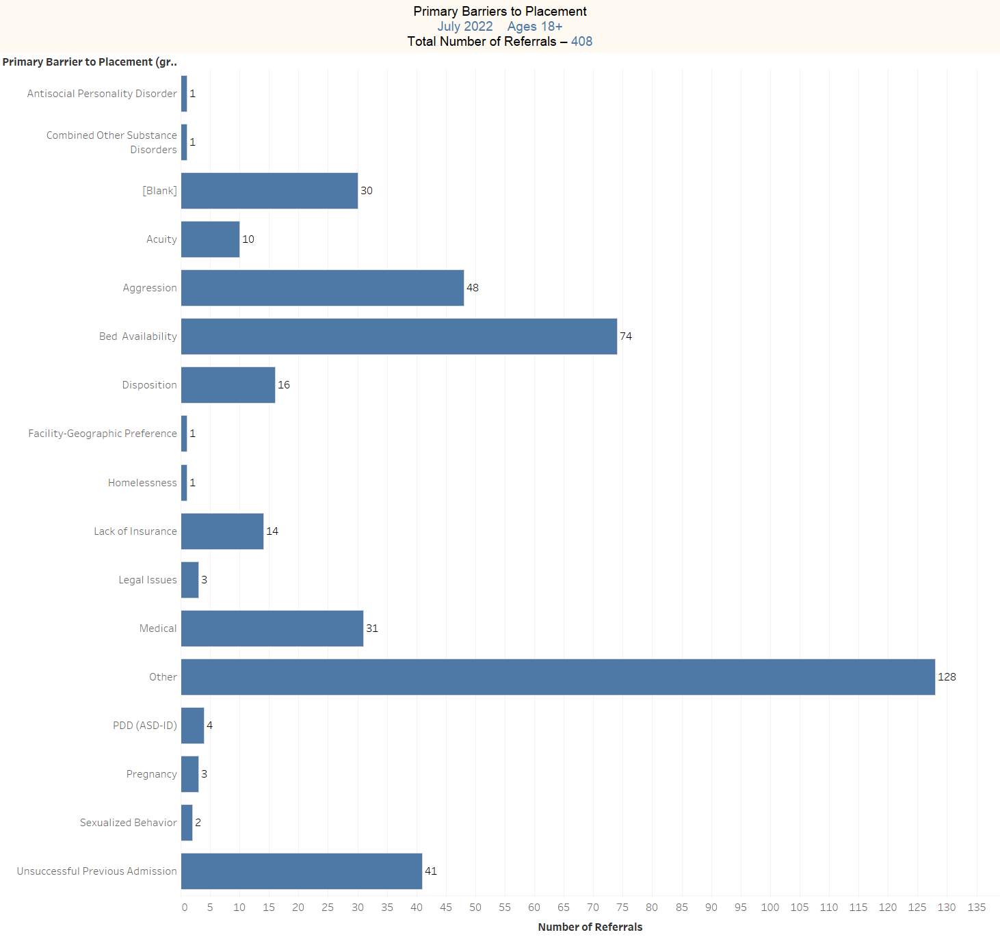 Primary Barriers to Placement
July 2022 Ages 18+
Total Number of Referrals – 408
Primary Barrier to Placement (gr..
Antisocial Personality Disorder 1
Combined Other Substance
Disorders 1
[Blank] 30
Acuity 10
Aggression 48
Bed Availability 74
Disposition 16
Facility-Geographic Preference 1
Homelessness 1
Lack of Insurance 14
Legal Issues 3
Medical 31
Other 128
PDD (ASD-ID) 4
Pregnancy 3
Sexualized Behavior 2
Unsuccessful Previous Admission 41
0 5 10 15 20 25 30 35 40 45 50 55 60 65 70 75 80 85 90 95 100 105 110 115 120 125 130 135
Number of Referrals